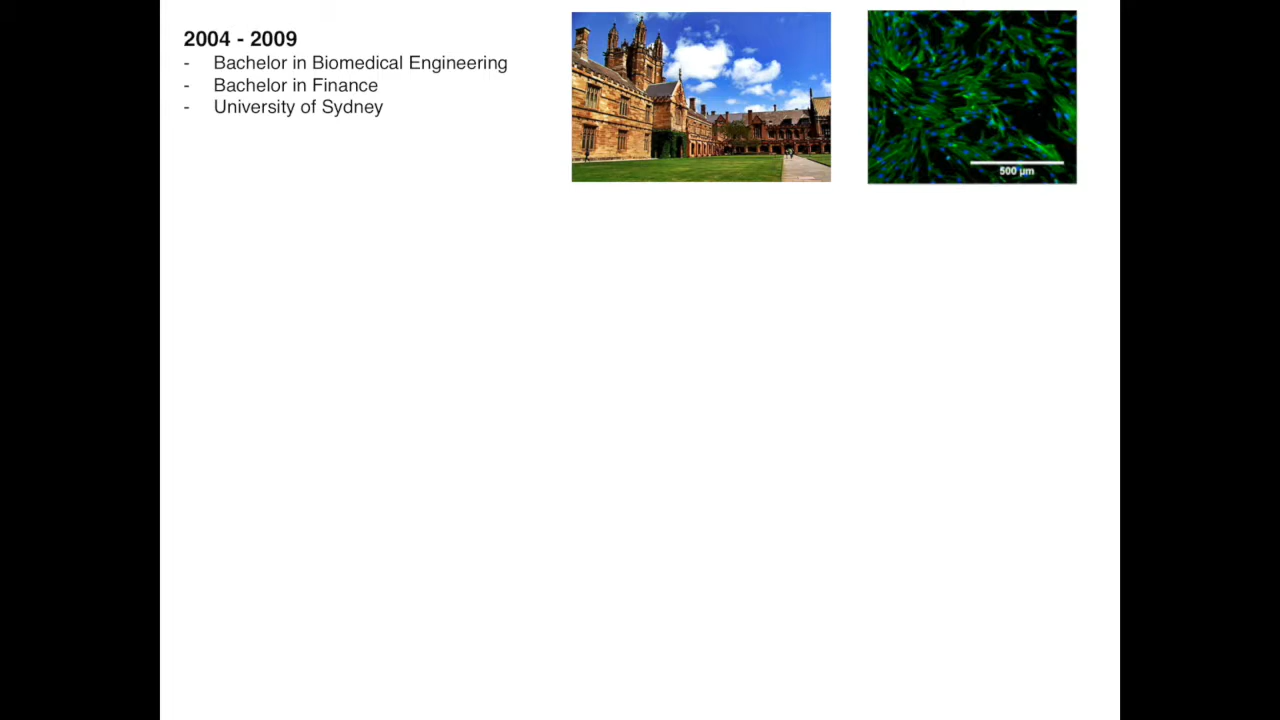 2004 - 2009
- Bachelor in Biomedical Engineering
- Bachelor in Finance
- University of Sydney
500 µm